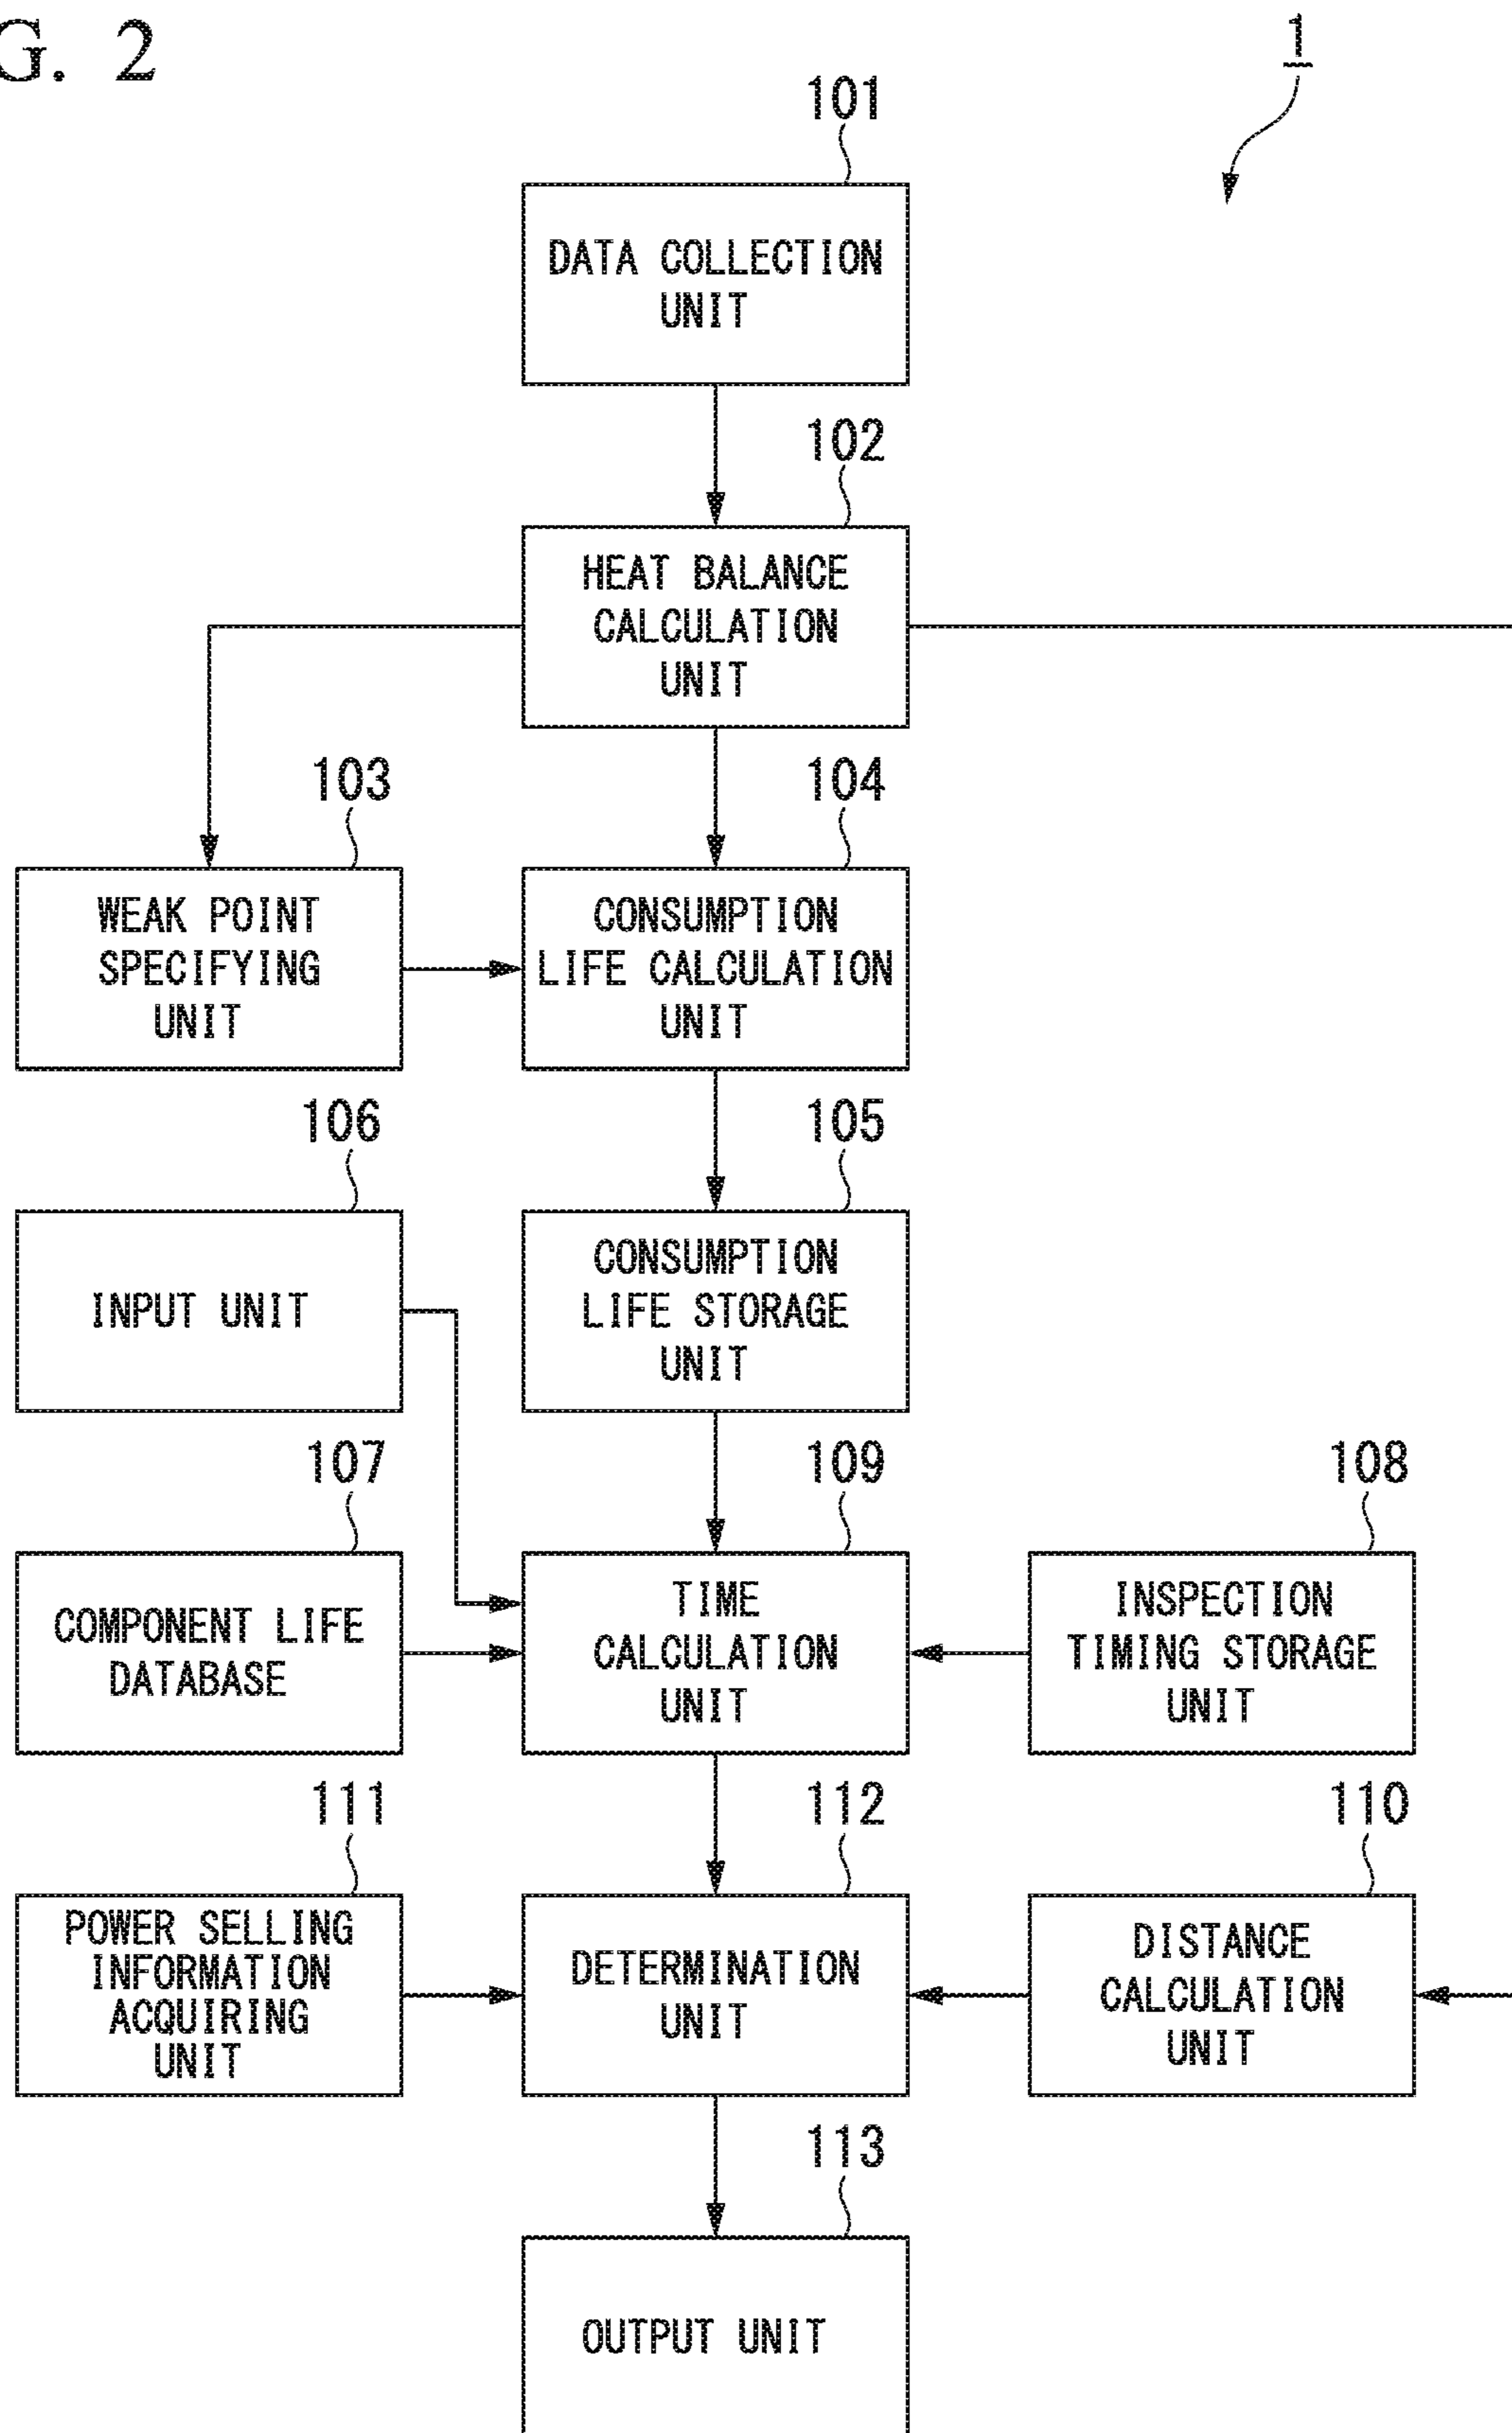 G. 2
1
101
DATA COLLECTION
UNIT
102
HEAT BALANCE
CALCULATION
UNIT
103
WEAK POINT
SPECIFYING
UNIT
104
CONSUMPTION
LIFE CALCULATION
UNIT
106
INPUT UNIT
105
CONSUMPTION
LIFE STORAGE
UNIT
107
COMPONENT LIFE
DATABASE
109
TIME
CALCULATION
UNIT
108
INSPECTION
TIMING STORAGE
UNIT
111
POWER SELLING
INFORMATION
ACQUIRING
UNIT
112
DETERMINATION
UNIT
110
DISTANCE
CALCULATION
UNIT
113
OUTPUT UNIT